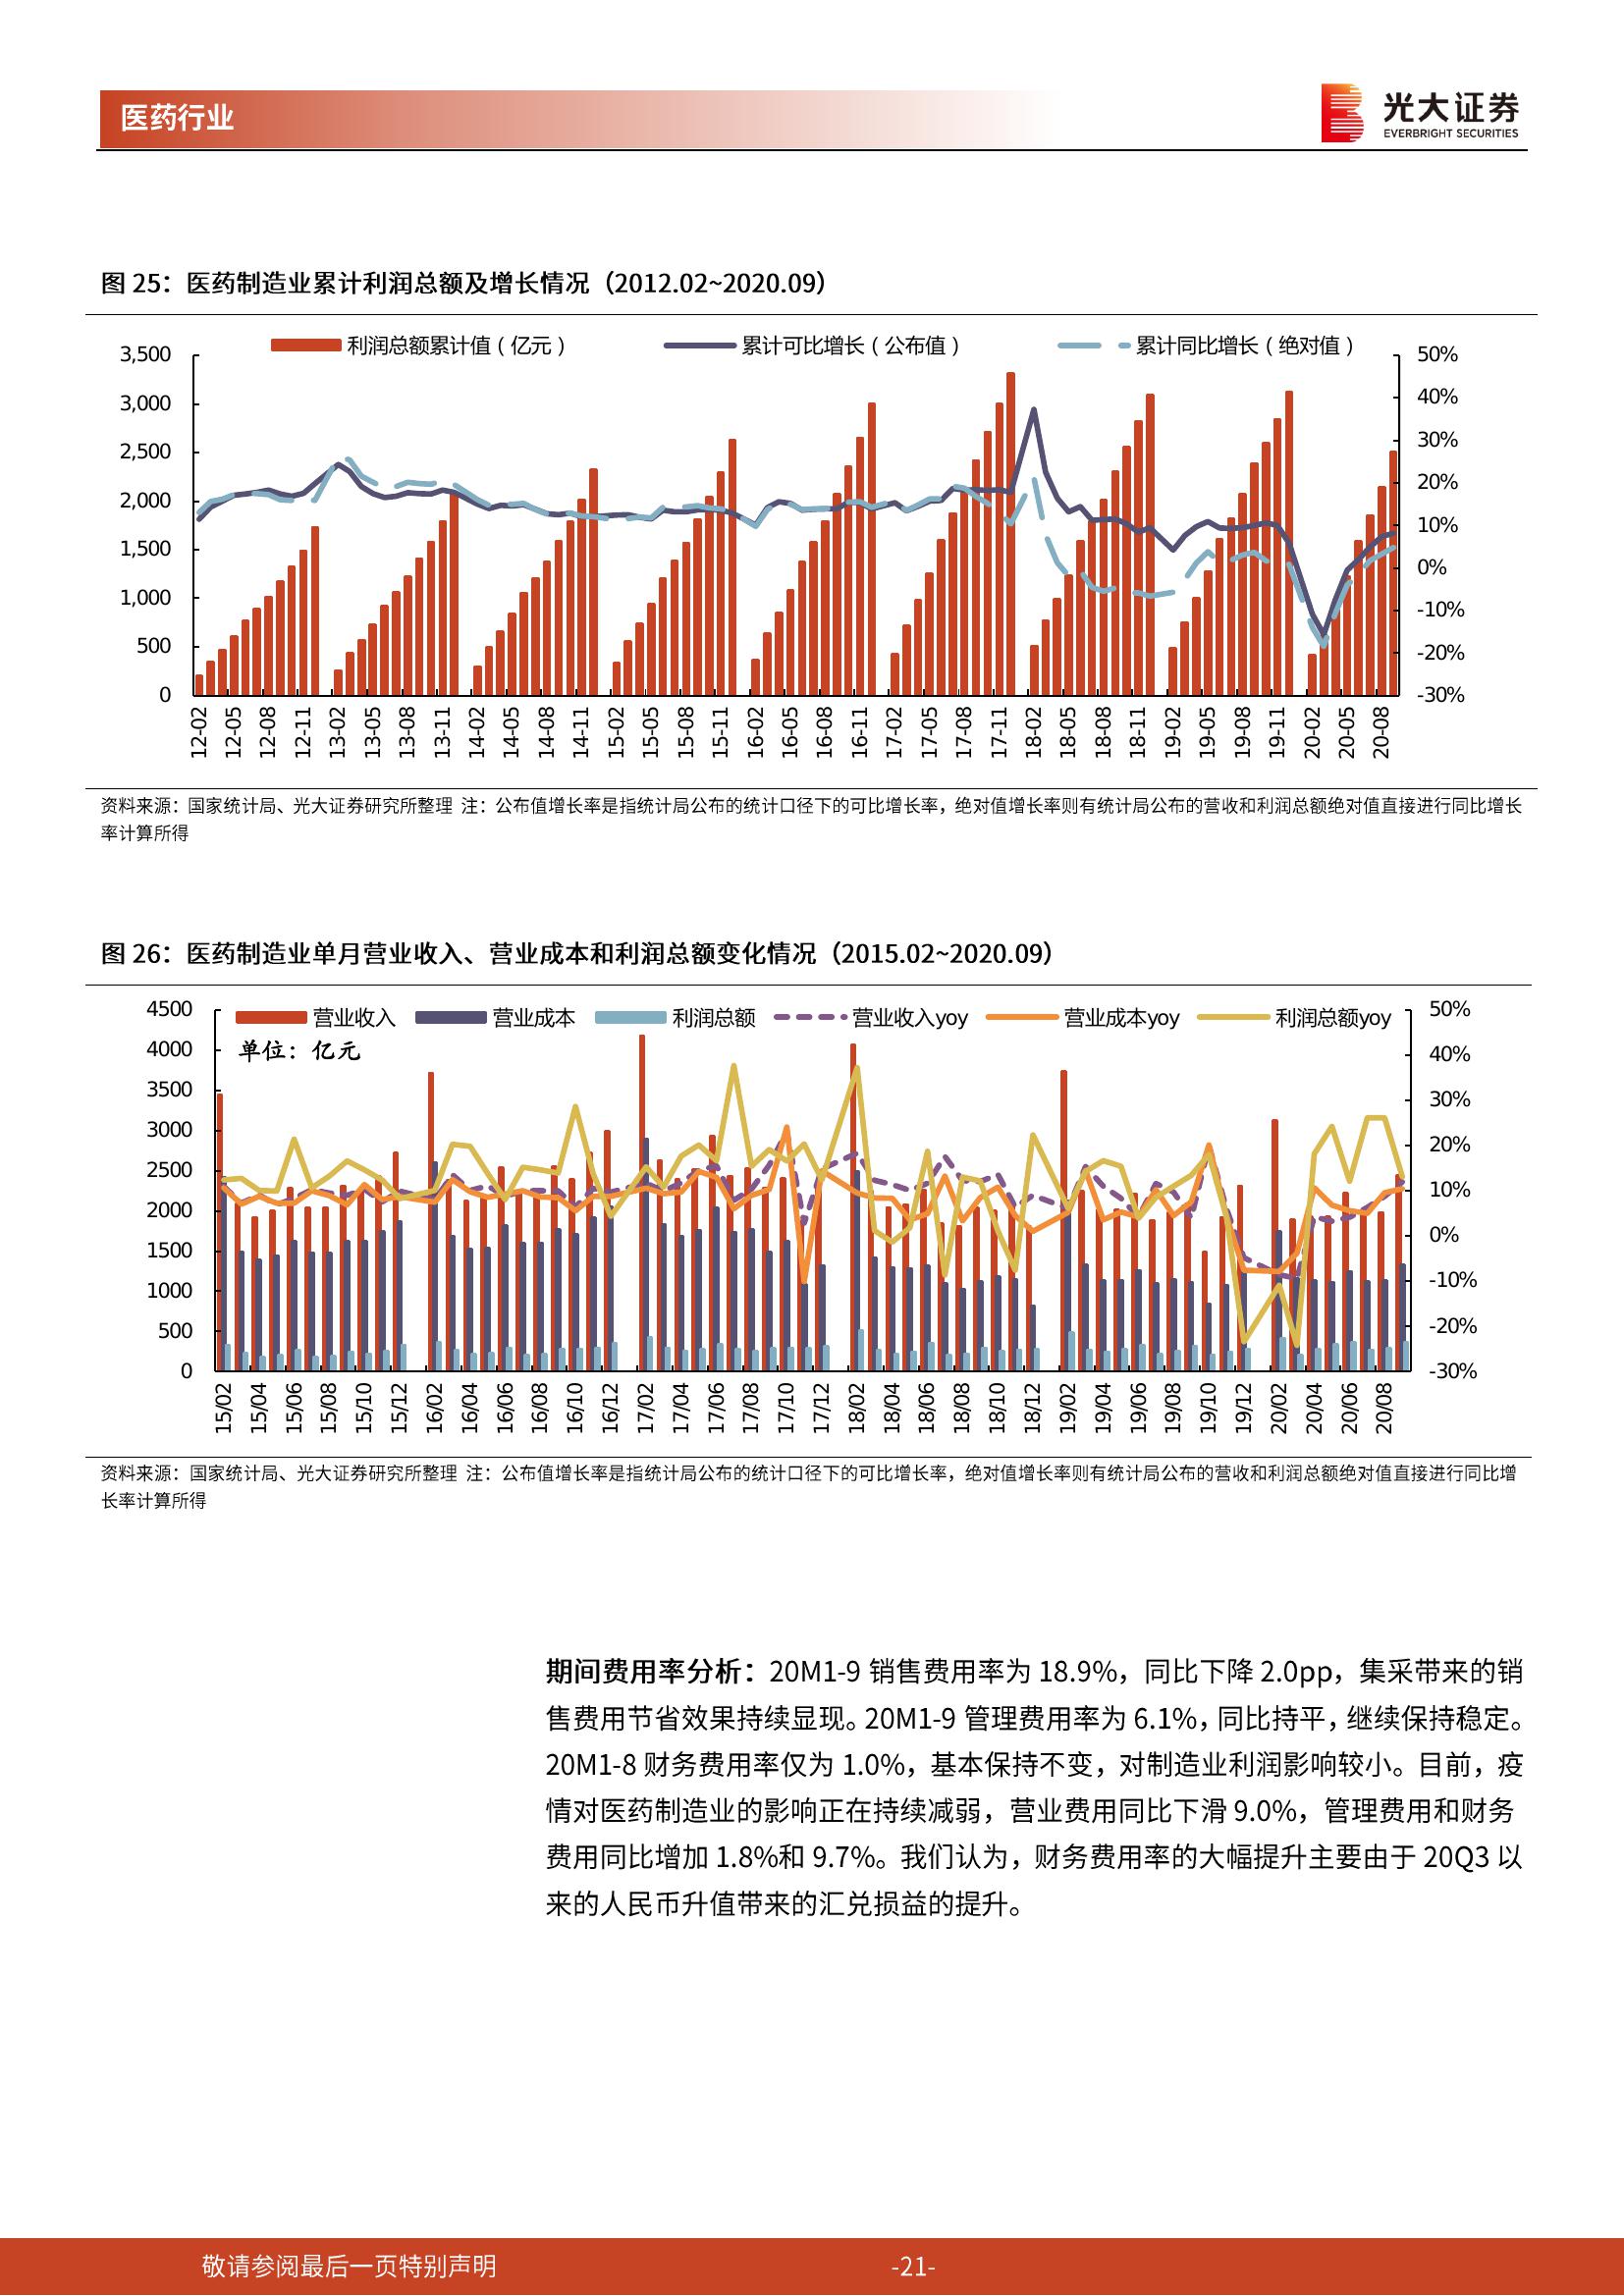 医药行业
光大证券
EVERBRIGHT SECURITIES
图 25：医药制造业累计利润总额及增长情况（2012.02~2020.09）
利润总额累计值（亿元） 累计可比增长（公布值） 累计同比增长（绝对值）
3,500 50%
3,000 40%
2,500 30%
2,000 20%
1,500 10%
1,000 0%
500 -10%
0 -20%
-30%
12-02 12-05 12-08 12-11 13-02 13-05 13-08 13-11 14-02 14-05 14-08 14-11 15-02 15-05 15-08 15-11 16-02 16-05 16-08 16-11 17-02 17-05 17-08 17-11 18-02 18-05 18-08 18-11 19-02 19-05 19-08 19-11 20-02 20-05 20-08
资料来源：国家统计局、光大证券研究所整理 注：公布值增长率是指统计局公布的统计口径下的可比增长率，绝对值增长率则有统计局公布的营收和利润总额绝对值直接进行同比增长
率计算所得
图 26：医药制造业单月营业收入、营业成本和利润总额变化情况（2015.02~2020.09）
营业收入 营业成本 利润总额 营业收入yoy 营业成本yoy 利润总额yoy
单位：亿元
4500 50%
4000 40%
3500 30%
3000 20%
2500 10%
2000 0%
1500 -10%
1000 -20%
500 -30%
0
15/02 15/04 15/06 15/08 15/10 15/12 16/02 16/04 16/06 16/08 16/10 16/12 17/02 17/04 17/06 17/08 17/10 17/12 18/02 18/04 18/06 18/08 18/10 18/12 19/02 19/04 19/06 19/08 19/10 19/12 20/02 20/04 20/06 20/08
资料来源：国家统计局、光大证券研究所整理 注：公布值增长率是指统计局公布的统计口径下的可比增长率，绝对值增长率则有统计局公布的营收和利润总额绝对值直接进行同比增
长率计算所得
期间费用率分析：20M1-9 销售费用率为 18.9%，同比下降 2.0pp，集采带来的销
售费用节省效果持续显现。20M1-9 管理费用率为 6.1%，同比持平，继续保持稳定。
20M1-8 财务费用率仅为 1.0%，基本保持不变，对制造业利润影响较小。目前，疫
情对医药制造业的影响正在持续减弱，营业费用同比下滑 9.0%，管理费用和财务
费用同比增加 1.8%和 9.7%。我们认为，财务费用率的大幅提升主要由于 20Q3 以
来的人民币升值带来的汇兑损益的提升。
敬请参阅最后一页特别声明 -21-